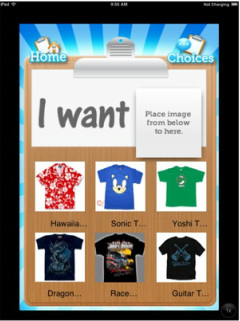 iPad
9:55 AM
Not Charging
Home
Choices
I want
Place image
from below
to here.
Hawaiia...
Sonic T...
Yoshi T...
Dragon...
Race...
Guitar T...
1x